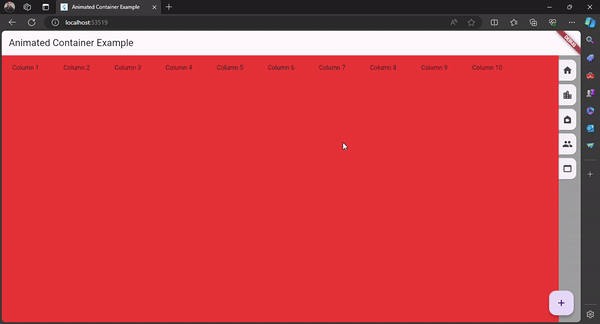 Animated Container Example
localhost:53519
Animated Container Example
DEBUG
Column 1 Column 2 Column 3 Column 4 Column 5 Column 6 Column 7 Column 8 Column 9 Column 10